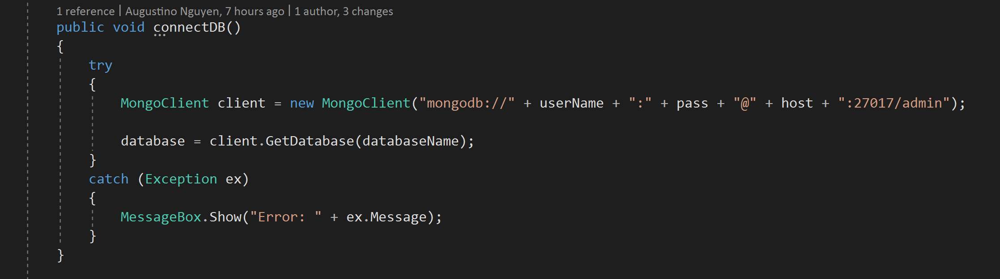 1 reference | Augustino Nguyen, 7 hours ago | 1 author, 3 changes
public void connectDB()
{
try
{
MongoClient client = new MongoClient("mongodb://" + userName + ":" + pass + "@" + host + ":27017/admin");
database = client.GetDatabase(databaseName);
}
catch (Exception ex)
{
MessageBox.Show("Error: " + ex.Message);
}
}